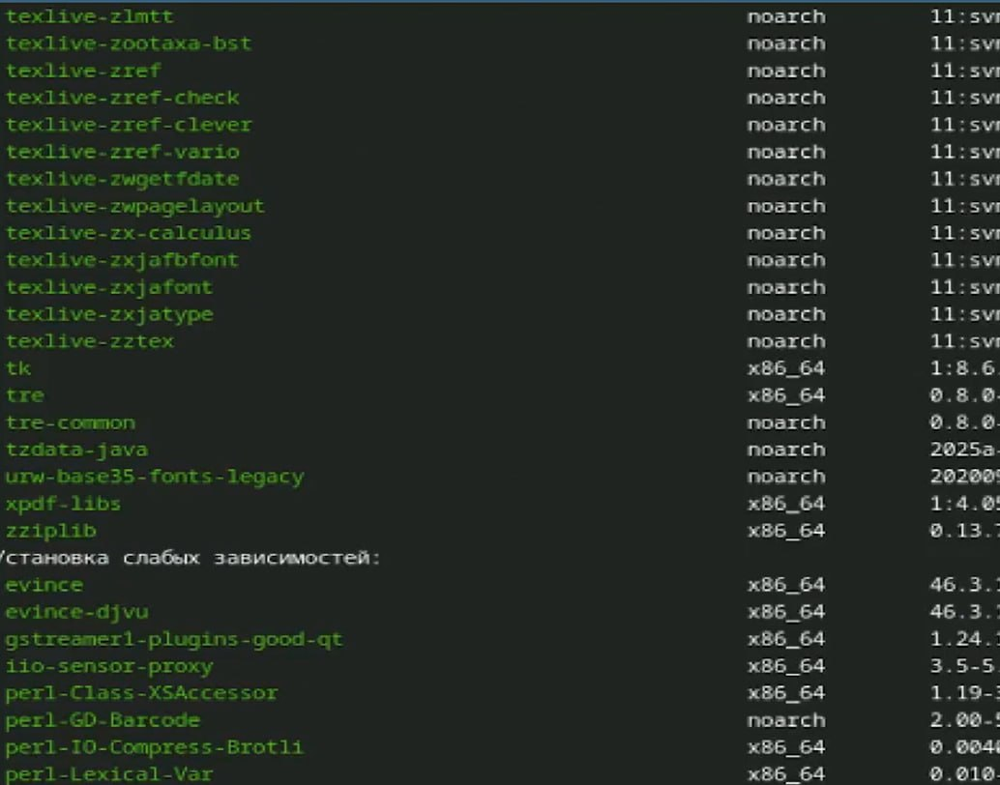 texlive-zlmtt noarch 11:svn
texlive-zootaxa-bst noarch 11:svn
texlive-zref noarch 11:svn
texlive-zref-check noarch 11:svn
texlive-zref-clever noarch 11:svn
texlive-zref-vario noarch 11:svn
texlive-zwgetfdate noarch 11:svn
texlive-zwpagelayout noarch 11:svn
texlive-zx-calculus noarch 11:svn
texlive-zxjafbfont noarch 11:svn
texlive-zxjafont noarch 11:svn
texlive-zxjatype noarch 11:svn
texlive-zztex noarch 11:svn
tk x86_64 1:8.6.
tre x86_64 0.8.0-
tre-common noarch 0.8.0-
tzdata-java noarch 2025a-
urw-base35-fonts-legacy noarch 202009
xpdf-libs x86_64 1:4.05
zziplib x86_64 0.13.7
Установка слабых зависимостей:
evince x86_64 46.3.1
evince-djvu x86_64 46.3.1
gstreamer1-plugins-good-qt x86_64 1.24.1
iio-sensor-proxy x86_64 3.5-5.
perl-Class-XSAccessor x86_64 1.19-3
perl-GD-Barcode noarch 2.00-5
perl-IO-Compress-Brotli x86_64 0.0040
perl-Lexical-Var x86_64 0.010-